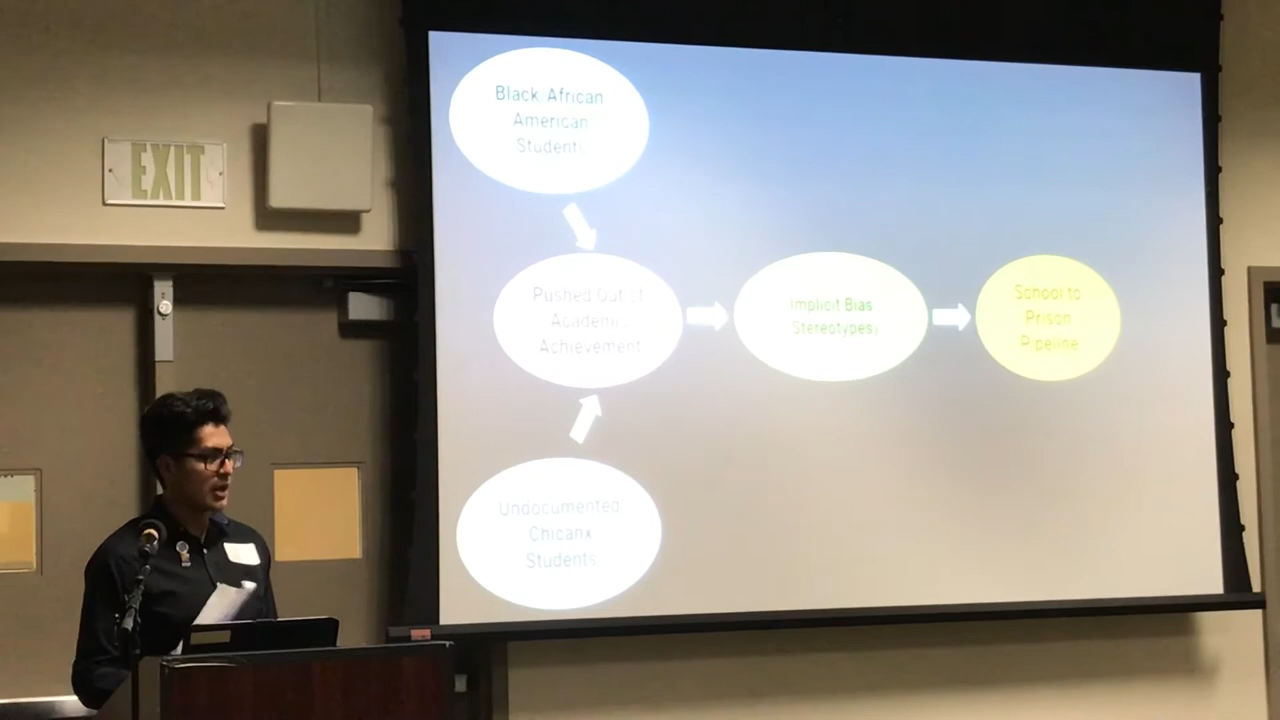 EXIT
Black African
American
Students
Pushed Out of
Academic
Achievement
Implicit Bias
Stereotypes)
School to
Prison
Pipeline
Undocumented
Chicanx
Students